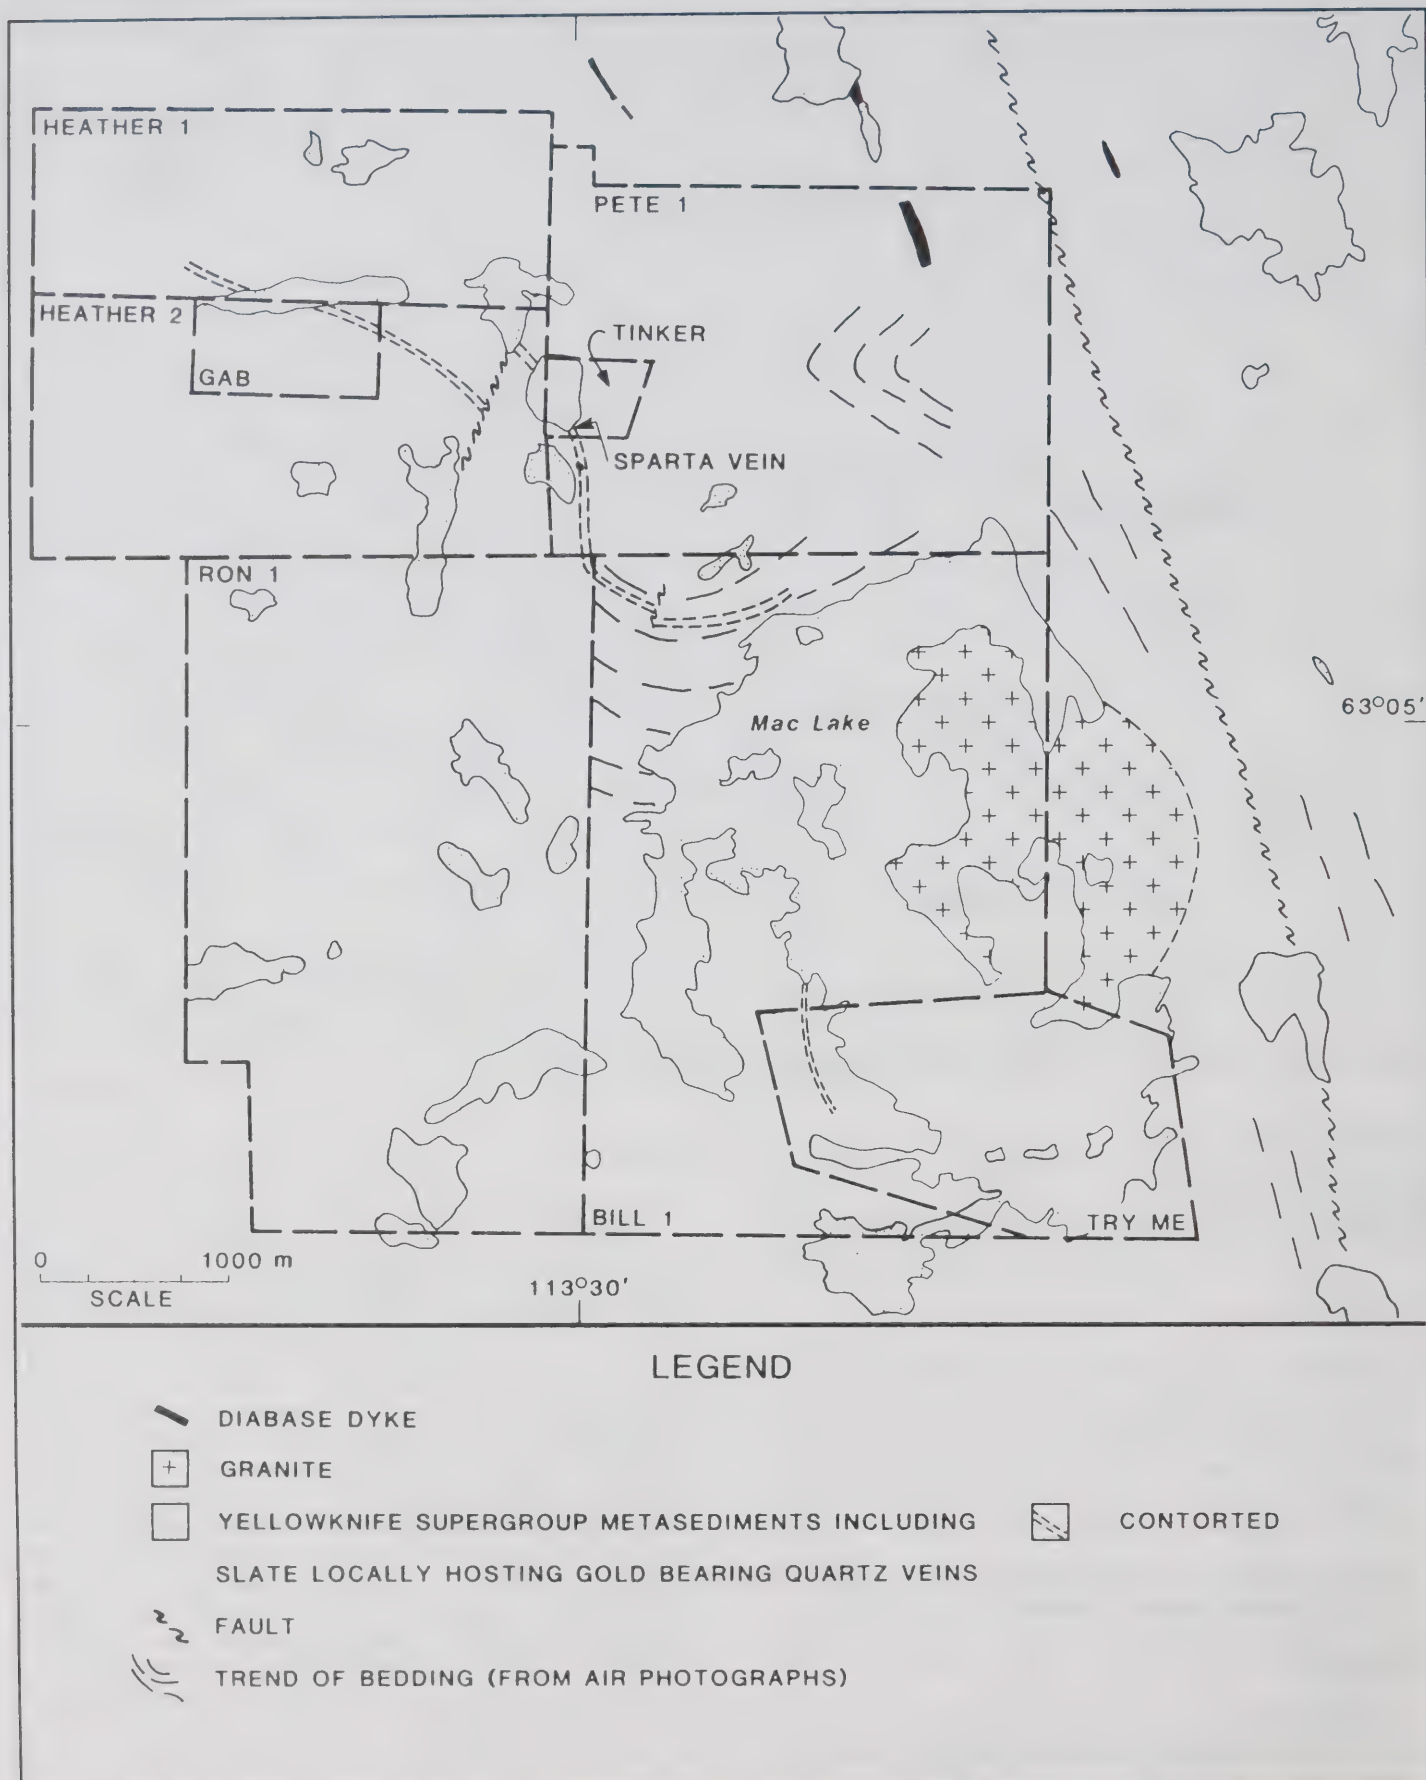 HEATHER 1
PETE 1
HEATHER 2
TINKER
GAB
SPARTA VEIN
RON 1
63°05'
Mac Lake
BILL 1
TRY ME
0 1000 m
SCALE
113°30'
LEGEND
DIABASE DYKE
+ GRANITE
YELLOWKNIFE SUPERGROUP METASEDIMENTS INCLUDING CONTORTED
SLATE LOCALLY HOSTING GOLD BEARING QUARTZ VEINS
FAULT
TREND OF BEDDING (FROM AIR PHOTOGRAPHS)